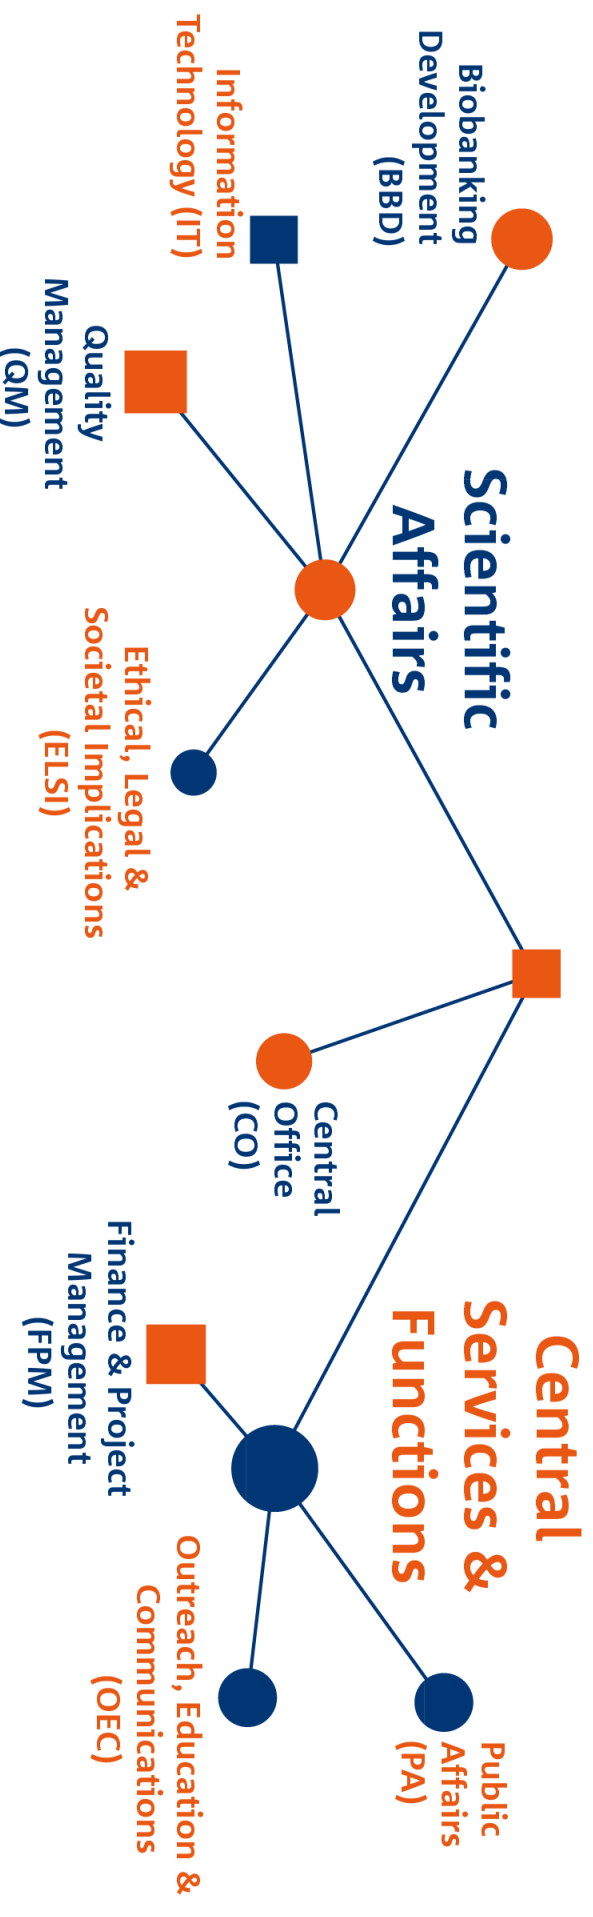 Biobanking
Development
(BBD)
Information
Technology (IT)
Quality
Management
(QM)
Scientific
Affairs
Ethical, Legal &
Societal Implications
(ELSI)
Central
Office
(CO)
Central
Services &
Functions
Finance & Project
Management
(FPM)
Outreach, Education &
Communications
(OEC)
Public
Affairs
(PA)